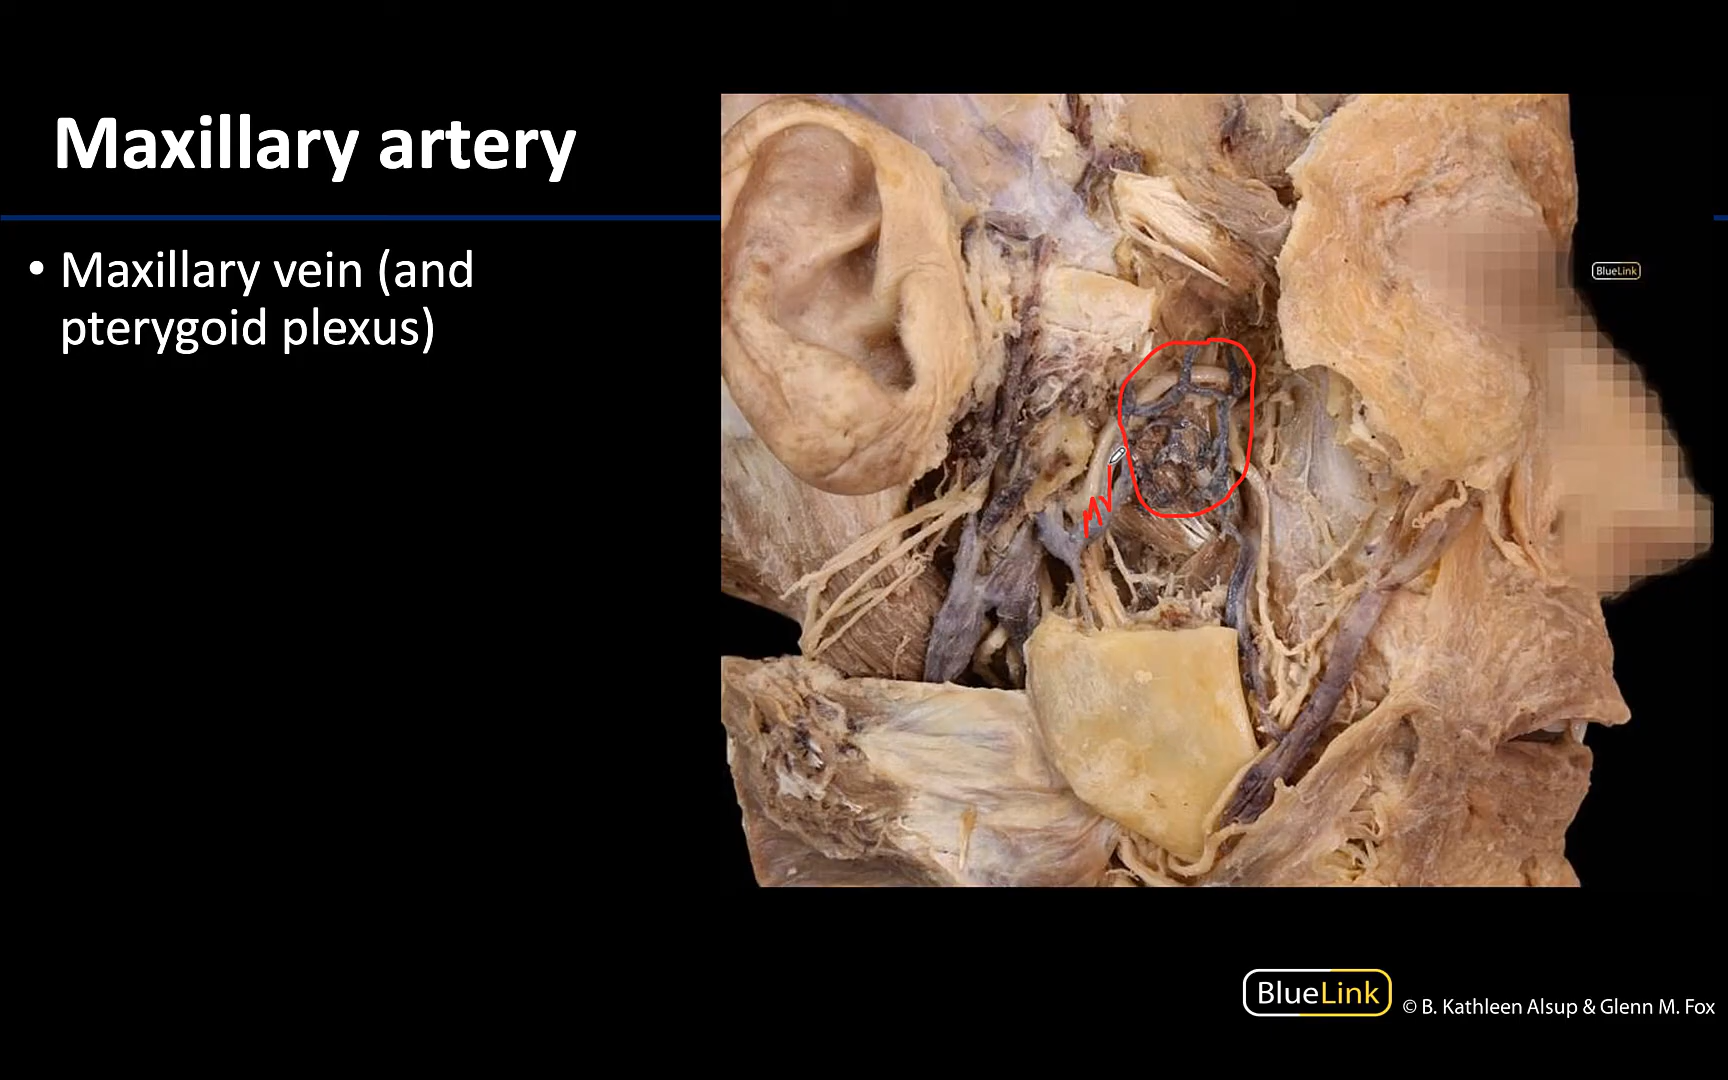 Maxillary artery
• Maxillary vein (and
pterygoid plexus)
BlueLink
MV
BlueLink
© B. Kathleen Alsup & Glenn M. Fox